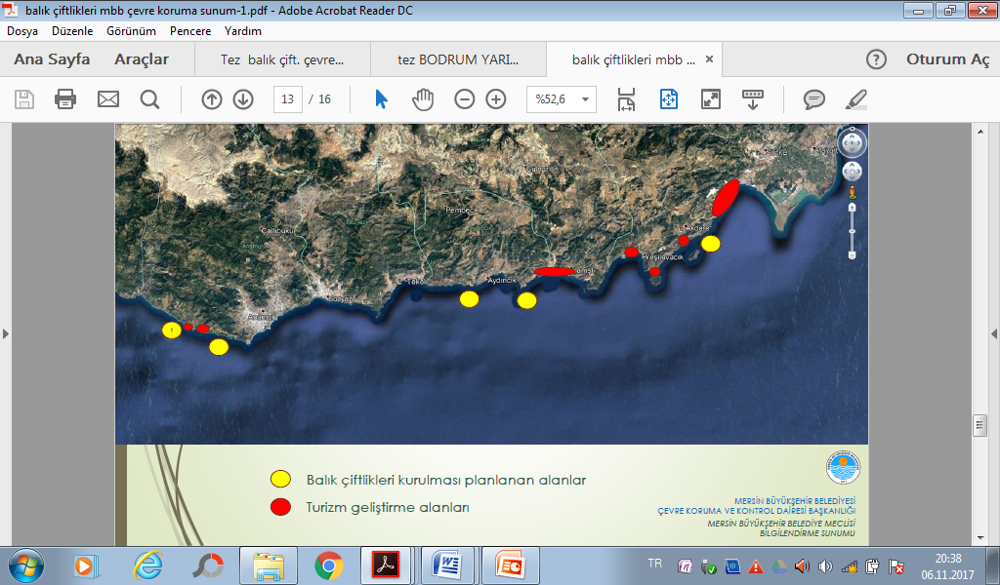 balık çiftlikleri mbb çevre koruma sunum-1.pdf - Adobe Acrobat Reader DC
Dosya Düzenle Görünüm Pencere Yardım
Ana Sayfa Araçlar Tez balık çift. çevre... tez BODRUM YARI... balık çiftlikleri mbb ... Oturum Aç
13 / 16 %52,6
Silifke
Gülnar
Pembecik
Bozyazı
Çaltıbükü
Anamur
Akdere
Yeşilovacık
Tekeli
Aydıncık
Bozyazı
Anamur
Balık çiftlikleri kurulması planlanan alanlar
Turizm geliştirme alanları
MERSİN BÜYÜKŞEHİR BELEDİYESİ
ÇEVRE KORUMA VE KONTROL DAİRESİ BAŞKANLIĞI
MERSİN BÜYÜKŞEHİR BELEDİYE MECLİSİ
BİLGİLENDİRME SUNUMU
TR
20:38
06.11.2017